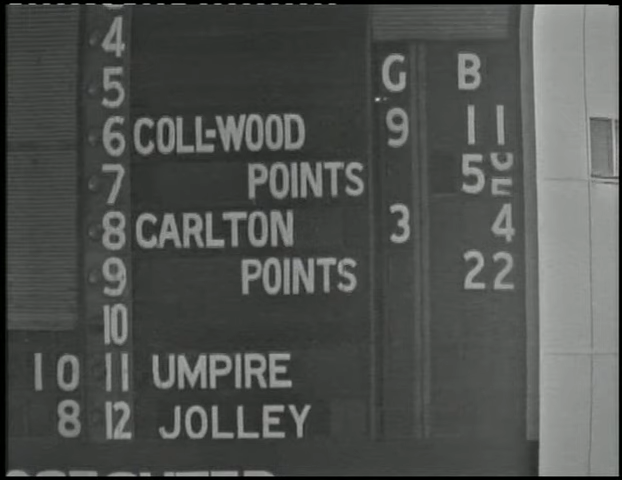 4
5 G B
6 COLL-WOOD 9 11
7 POINTS
8 CARLTON 3 4
9 POINTS 22
10
10 11 UMPIRE
8 12 JOLLEY